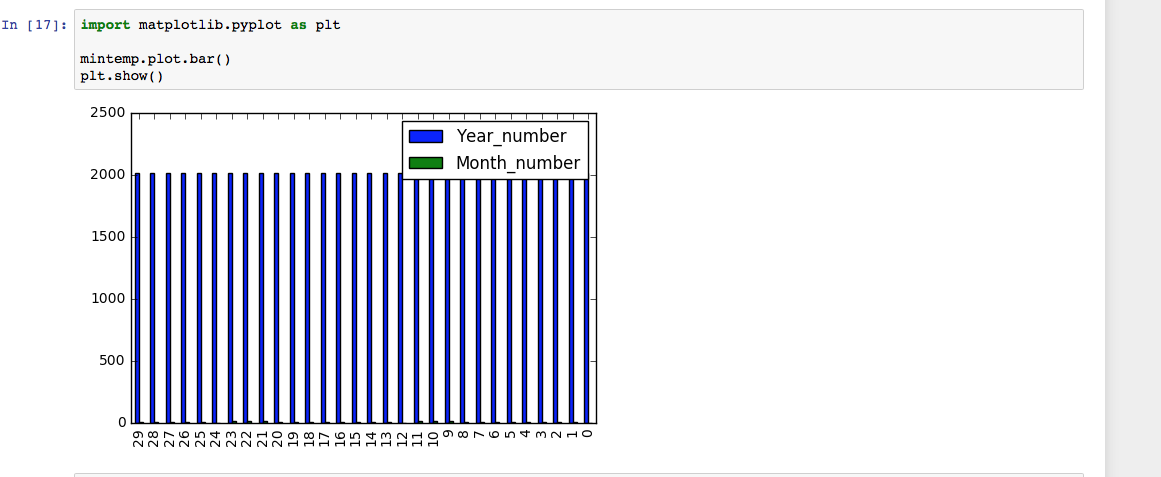 In [17]: import matplotlib.pyplot as plt
mintemp.plot.bar()
plt.show()
2500
2000
1500
1000
500
0
Year_number
Month_number
29 28 27 26 25 24 23 22 21 20 19 18 17 16 15 14 13 12 11 10 9 8 7 6 5 4 3 2 1 0